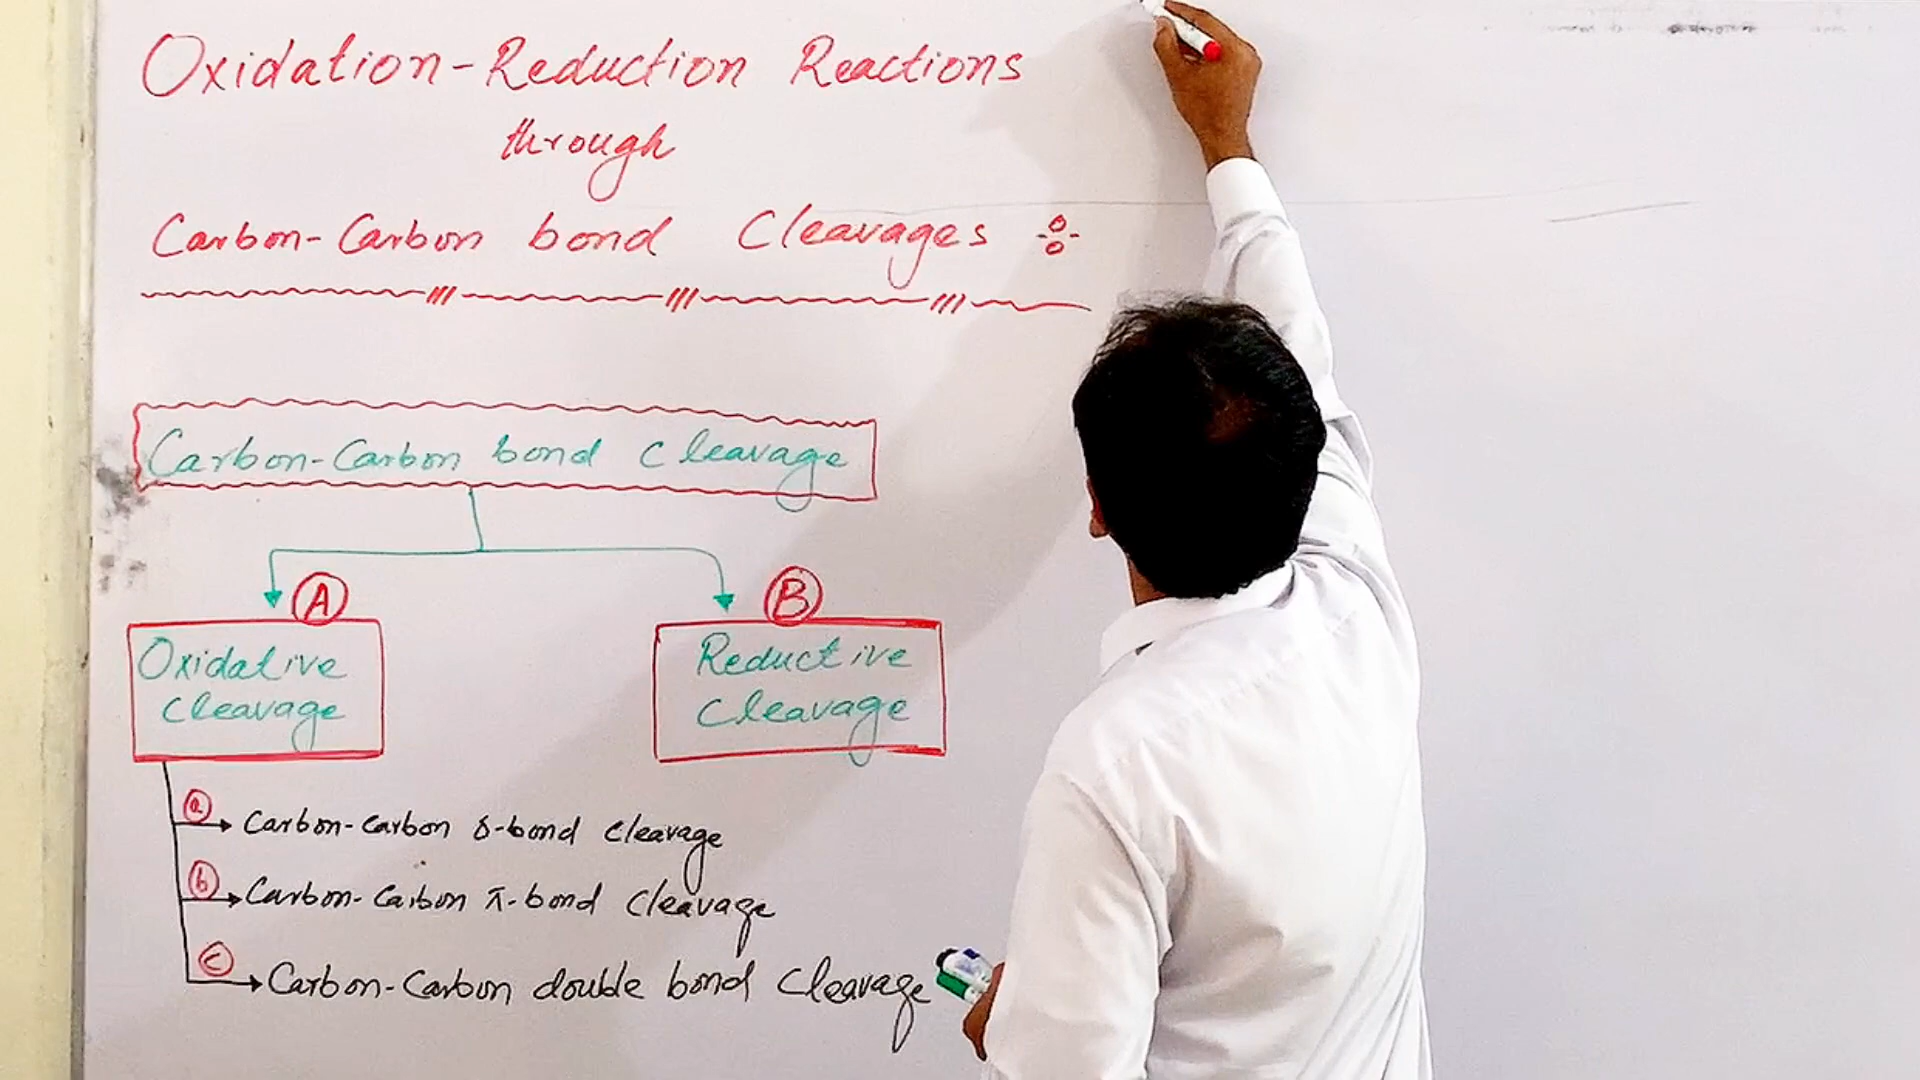 Oxidation-Reduction Reactions
through
Carbon-Carbon bond Cleavages ÷
Carbon-Carbon bond Cleavage
A
B
Oxidative
Cleavage
Reductive
Cleavage
a Carbon-Carbon δ-bond Cleavage
b Carbon-Carbon π-bond Cleavage
c Carbon-Carbon double bond Cleavage